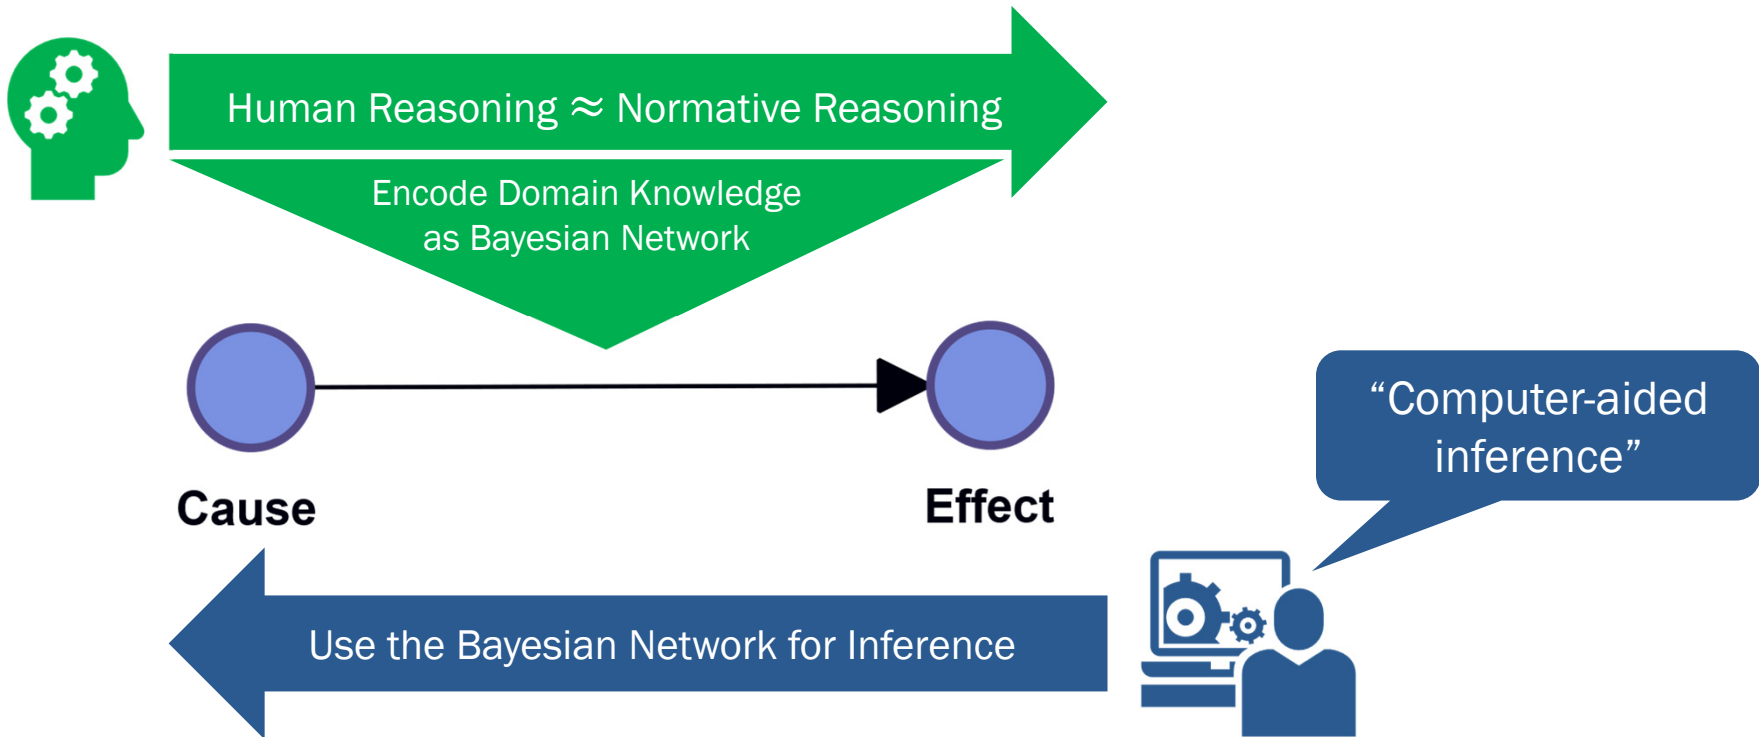 Human Reasoning ≈ Normative Reasoning
Encode Domain Knowledge
as Bayesian Network
Cause
Effect
“Computer-aided
inference”
Use the Bayesian Network for Inference